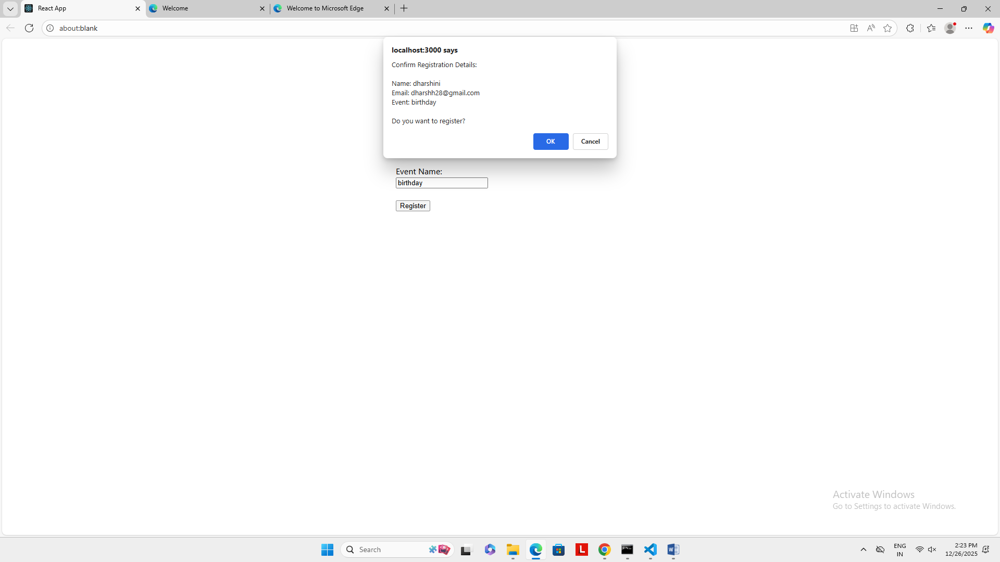 React App
Welcome
Welcome to Microsoft Edge
about:blank
localhost:3000 says
Confirm Registration Details:
Name: dharshini
Email: dharshh28@gmail.com
Event: birthday
Do you want to register?
OK
Cancel
Event Name:
birthday
Register
Activate Windows
Go to Settings to activate Windows.
Search
L
W
ENG
IN
2:23 PM
12/26/2025